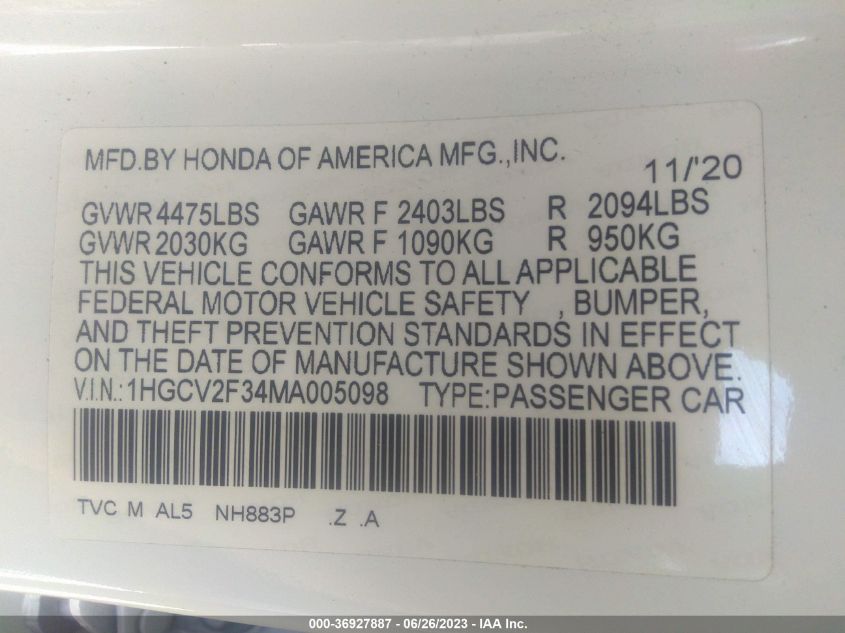 MFD.BY HONDA OF AMERICA MFG.,INC. 11/'20
GVWR 4475LBS GAWR F 2403LBS R 2094LBS
GVWR 2030KG GAWR F 1090KG R 950KG
THIS VEHICLE CONFORMS TO ALL APPLICABLE
FEDERAL MOTOR VEHICLE SAFETY , BUMPER,
AND THEFT PREVENTION STANDARDS IN EFFECT
ON THE DATE OF MANUFACTURE SHOWN ABOVE.
V.I.N.:1HGCV2F34MA005098 TYPE:PASSENGER CAR
TVC M AL5 NH883P .Z .A
000-36927887 - 06/26/2023 - IAA Inc.